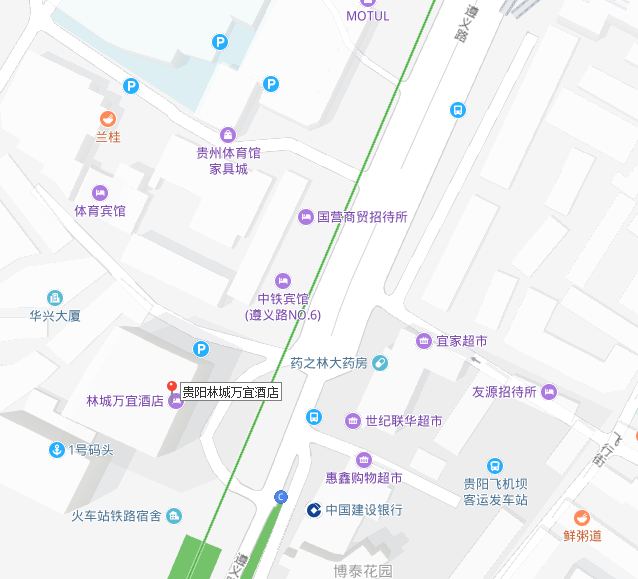 MOTUL
遵义路
P
P
P
兰桂
贵州体育馆
家具城
体育宾馆
国营商贸招待所
中铁宾馆
(遵义路NO.6)
华兴大厦
P
宜家超市
药之林大药房
贵阳林城万宜酒店
林城万宜酒店
友源招待所
世纪联华超市
1号码头
飞行街
惠鑫购物超市
贵阳飞机坝
客运发车站
C
火车站铁路宿舍
中国建设银行
鲜粥道
遵义
博泰花园